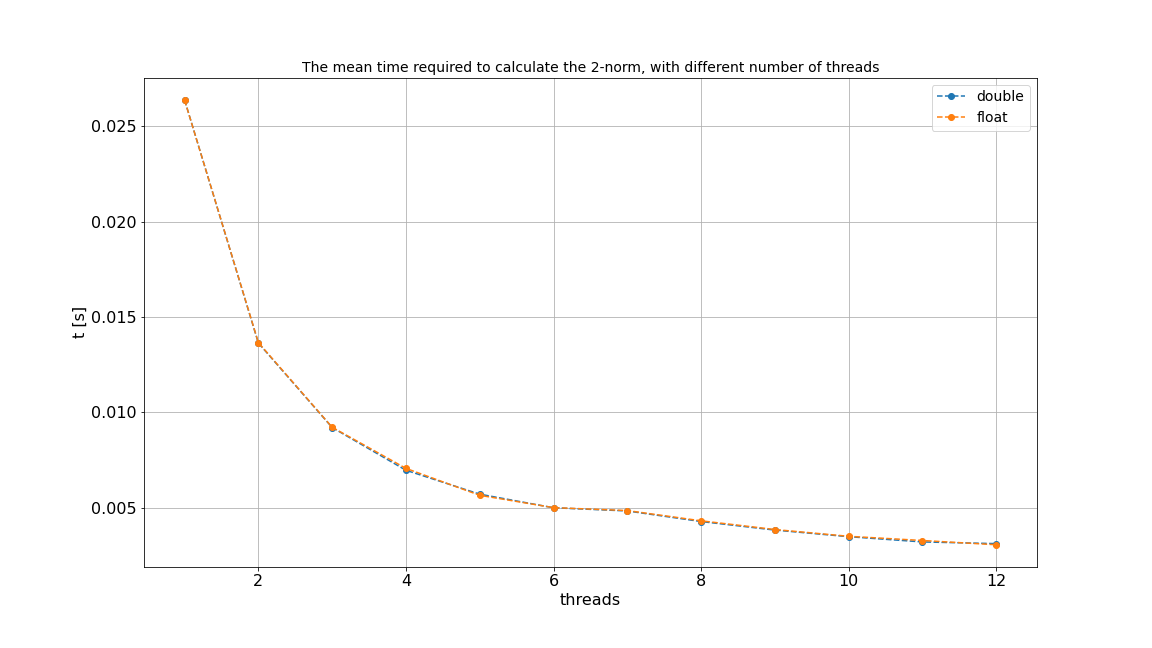 The mean time required to calculate the 2-norm, with different number of threads
double
float
0.025
0.020
0.015
0.010
0.005
t [s]
2 4 6 8 10 12
threads